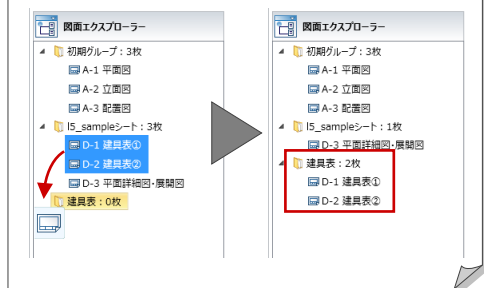 図面エクスプローラー
初期グループ：3枚
A-1 平面図
A-2 立面図
A-3 配置図
I5_sampleシート：3枚
D-1 建具表①
D-2 建具表②
D-3 平面詳細図・展開図
建具表：0枚
図面エクスプローラー
初期グループ：3枚
A-1 平面図
A-2 立面図
A-3 配置図
I5_sampleシート：1枚
D-3 平面詳細図・展開図
建具表：2枚
D-1 建具表①
D-2 建具表②